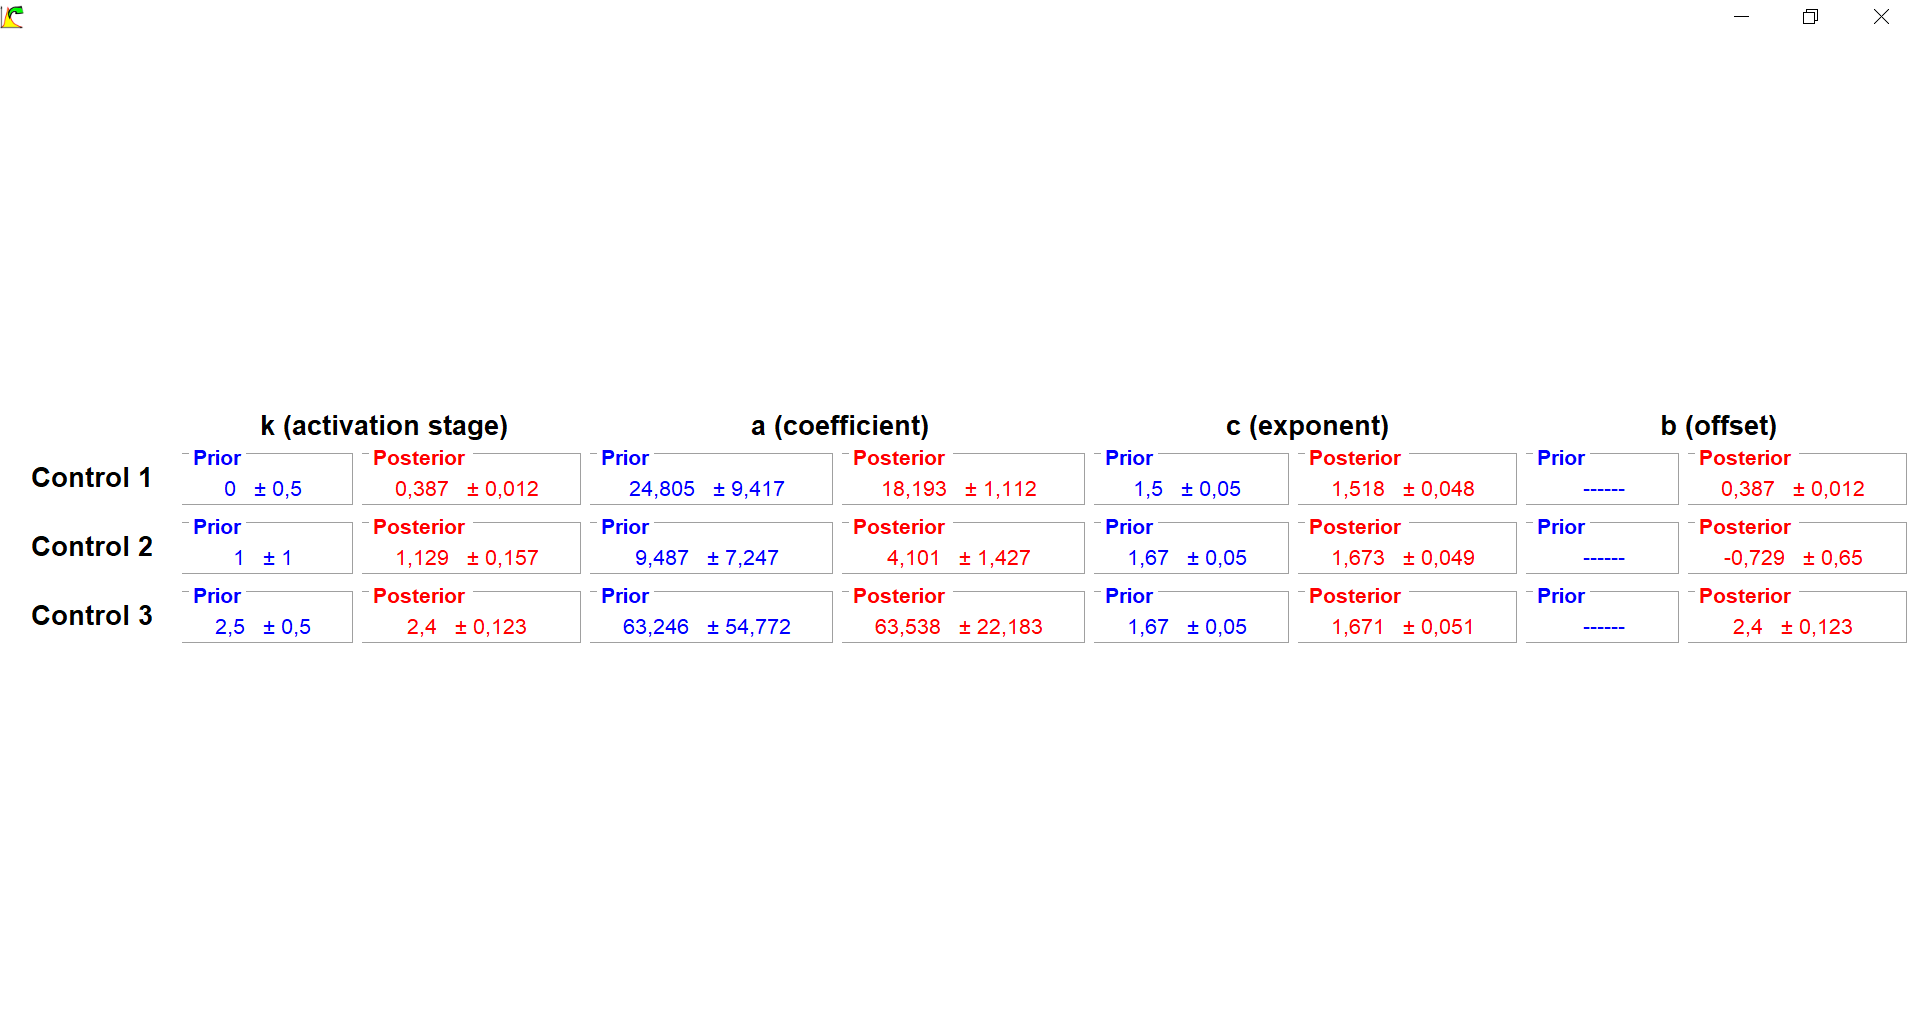 k (activation stage) a (coefficient) c (exponent) b (offset)
Prior Posterior Prior Posterior Prior Posterior Prior Posterior
Control 1 0 ± 0,5 0,387 ± 0,012 24,805 ± 9,417 18,193 ± 1,112 1,5 ± 0,05 1,518 ± 0,048 ------ 0,387 ± 0,012
Prior Posterior Prior Posterior Prior Posterior Prior Posterior
Control 2 1 ± 1 1,129 ± 0,157 9,487 ± 7,247 4,101 ± 1,427 1,67 ± 0,05 1,673 ± 0,049 ------ -0,729 ± 0,65
Prior Posterior Prior Posterior Prior Posterior Prior Posterior
Control 3 2,5 ± 0,5 2,4 ± 0,123 63,246 ± 54,772 63,538 ± 22,183 1,67 ± 0,05 1,671 ± 0,051 ------ 2,4 ± 0,123